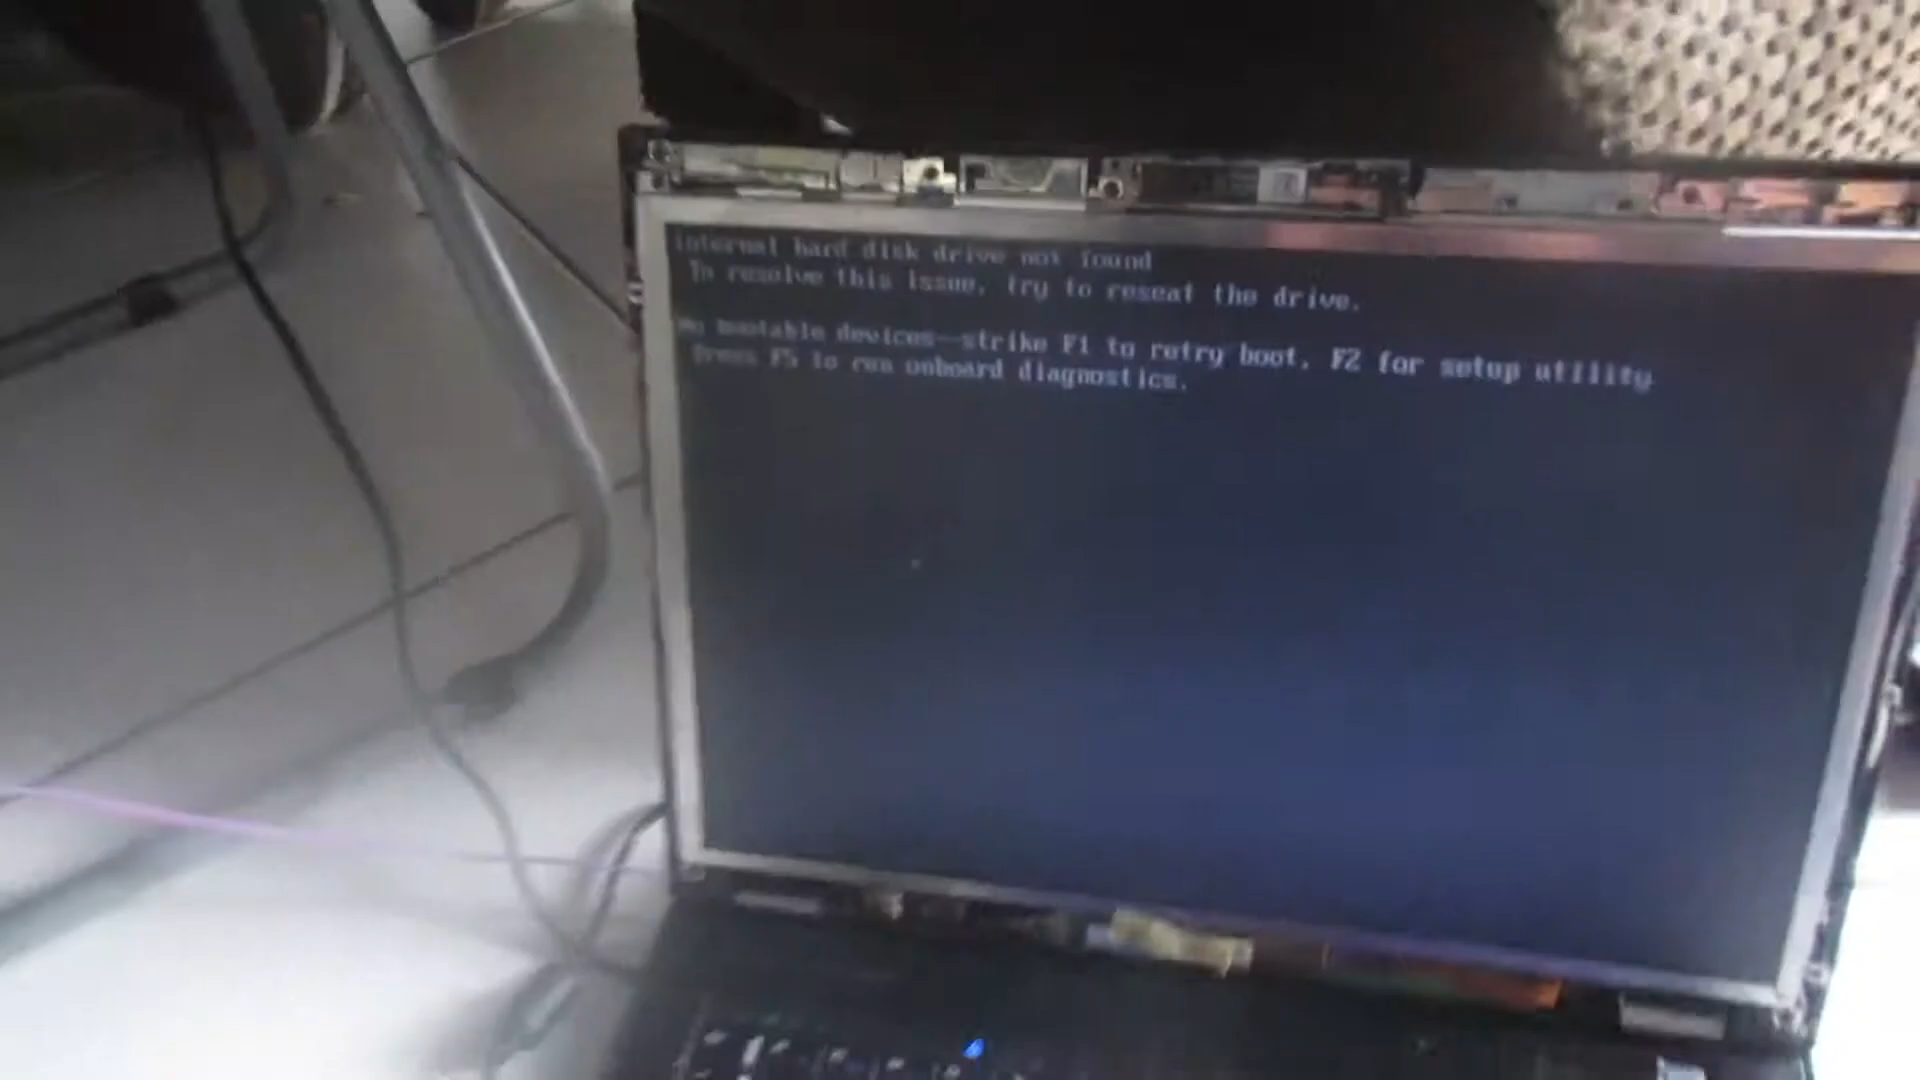 Internal hard disk drive not found
To resolve this issue, try to reseat the drive.
No bootable devices--strike F1 to retry boot, F2 for setup utility
Press F5 to run onboard diagnostics.